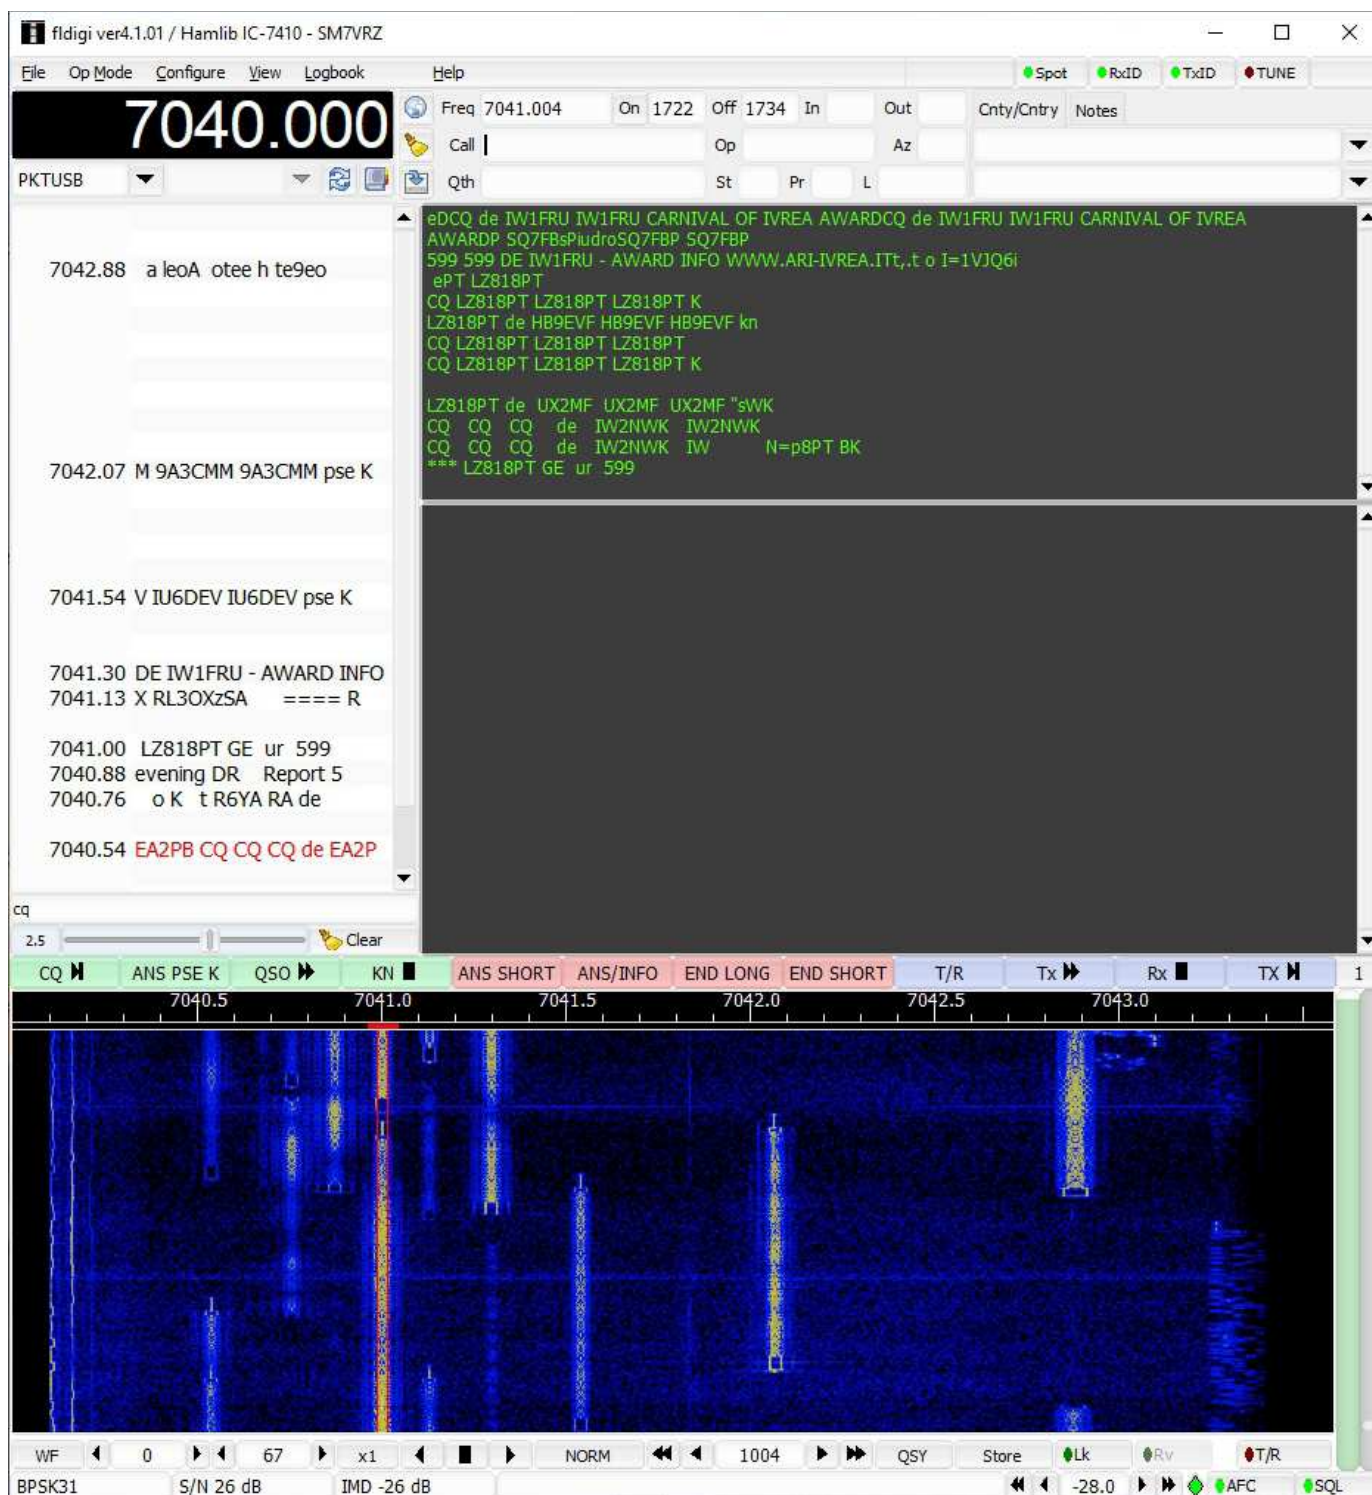 fldigi ver4.1.01 / Hamlib IC-7410 - SM7VRZ
File Op Mode Configure View Logbook Help Spot RxID TxID TUNE
7040.000
Freq 7041.004 On 1722 Off 1734 In Out Cnty/Cntry Notes
Call Op Az
PKTUSB Qth St Pr L
7042.88 a leoA otee h te9eo
7042.07 M 9A3CMM 9A3CMM pse K
7041.54 V IU6DEV IU6DEV pse K
7041.30 DE IW1FRU - AWARD INFO
7041.13 X RL3OXzSA ==== R
7041.00 LZ818PT GE ur 599
7040.88 evening DR Report 5
7040.76 o K t R6YA RA de
7040.54 EA2PB CQ CQ CQ de EA2P
cq
2.5 Clear
eDCQ de IW1FRU IW1FRU CARNIVAL OF IVREA AWARDCQ de IW1FRU IW1FRU CARNIVAL OF IVREA
AWARDP SQ7FBsPiudroSQ7FBP SQ7FBP
599 599 DE IW1FRU - AWARD INFO WWW.ARI-IVREA.ITt,.t o I=1VJQ6i
ePT LZ818PT
CQ LZ818PT LZ818PT LZ818PT K
LZ818PT de HB9EVF HB9EVF HB9EVF kn
CQ LZ818PT LZ818PT LZ818PT
CQ LZ818PT LZ818PT LZ818PT K
LZ818PT de UX2MF UX2MF UX2MF "sWK
CQ CQ CQ de IW2NWK IW2NWK
CQ CQ CQ de IW2NWK IW N=p8PT BK
*** LZ818PT GE ur 599
CQ ANS PSE K QSO KN ANS SHORT ANS/INFO END LONG END SHORT T/R Tx Rx TX 1
7040.5 7041.0 7041.5 7042.0 7042.5 7043.0
WF 0 67 x1 NORM 1004 QSY Store Lk Rv T/R
BPSK31 S/N 26 dB IMD -26 dB -28.0 AFC SQL